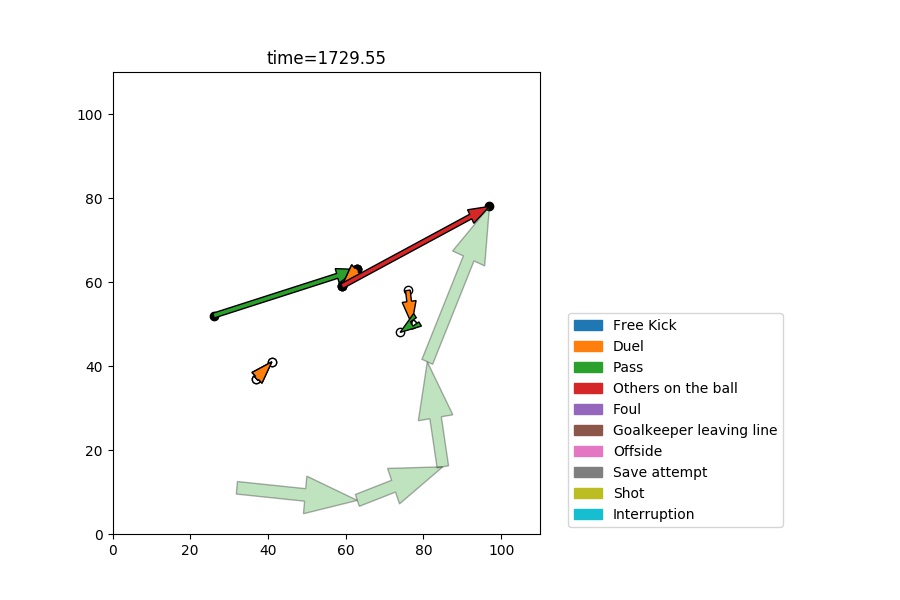 time=1729.55
100
80
60
40
20
0
0 20 40 60 80 100
Free Kick
Duel
Pass
Others on the ball
Foul
Goalkeeper leaving line
Offside
Save attempt
Shot
Interruption